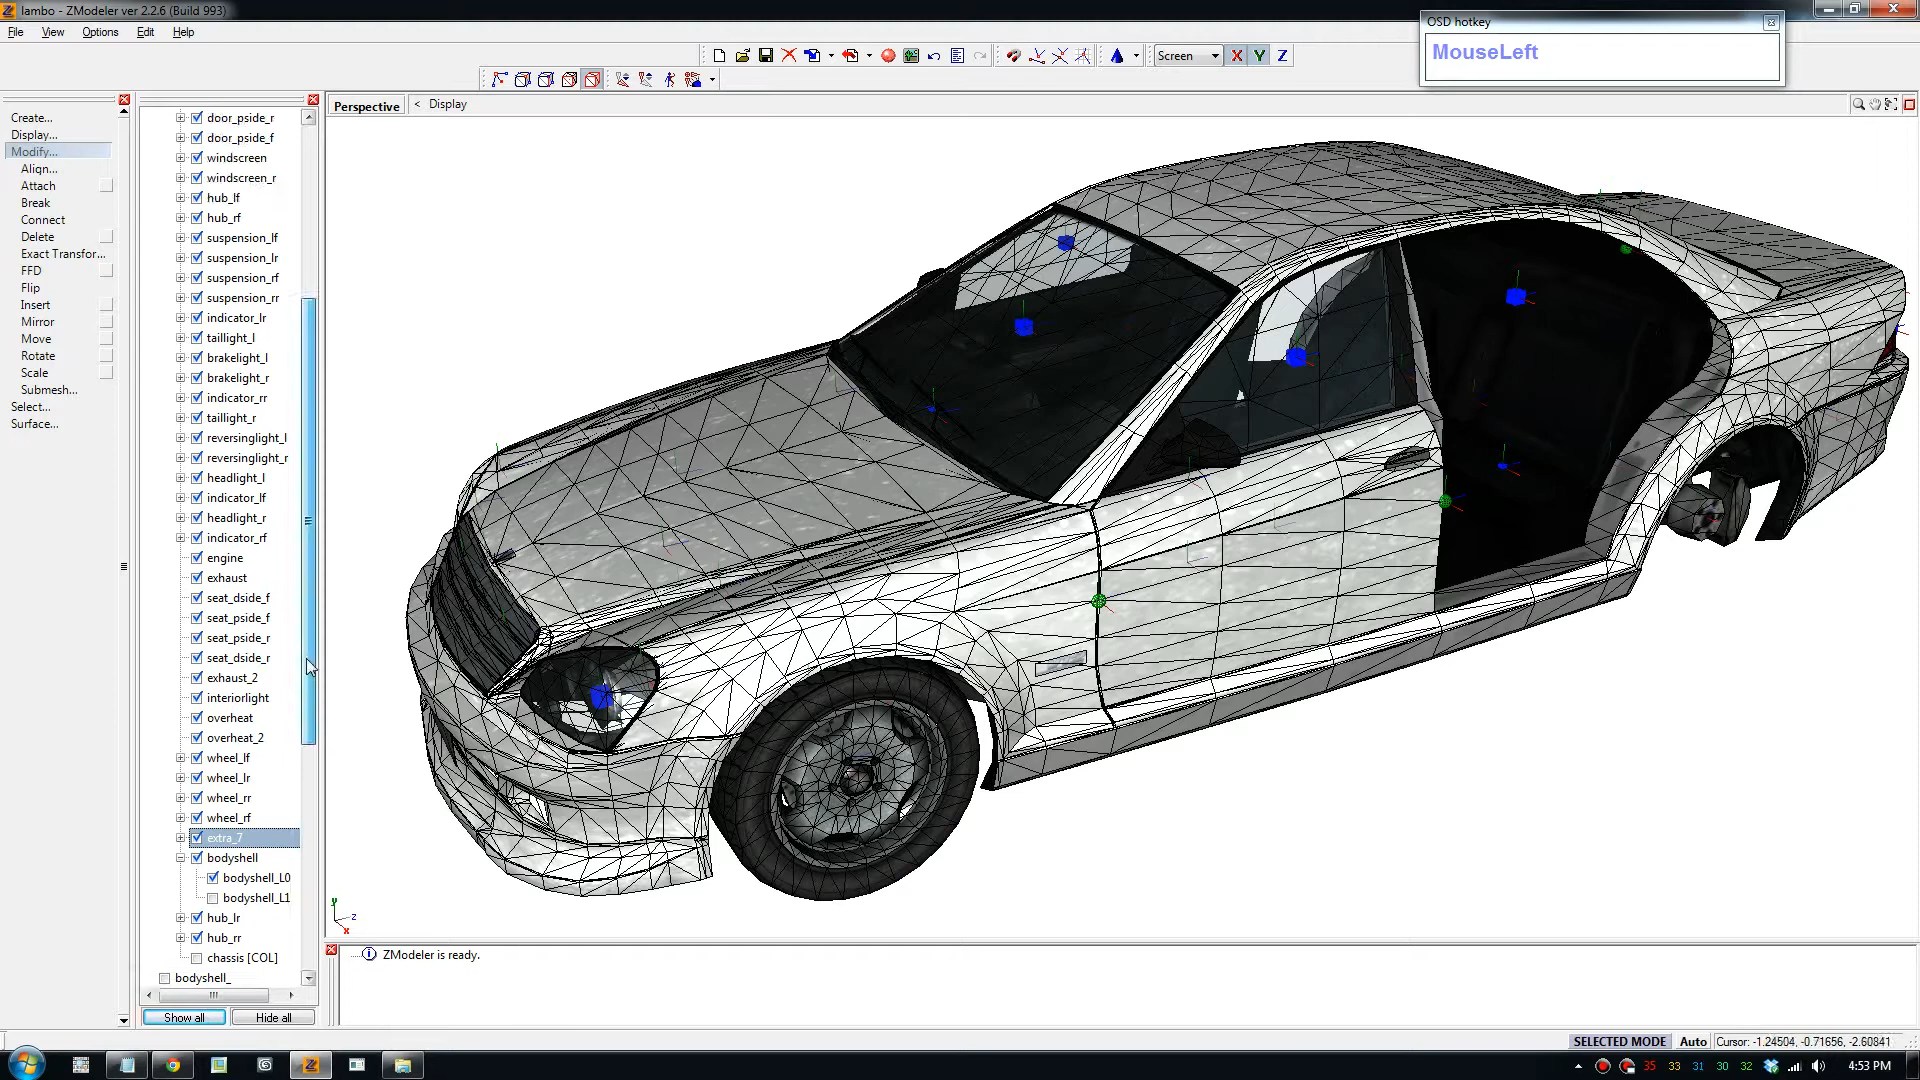 lambo - ZModeler ver 2.2.6 (Build 993)
File View Options Edit Help
OSD hotkey
MouseLeft
Screen X Y Z
Perspective < Display
Create...
Display...
Modify...
Align...
Attach
Break
Connect
Delete
Exact Transfor...
FFD
Flip
Insert
Mirror
Move
Rotate
Scale
Submesh...
Select...
Surface...
door_pside_r
door_pside_f
windscreen
windscreen_r
hub_lf
hub_rf
suspension_lf
suspension_lr
suspension_rf
suspension_rr
indicator_lr
taillight_l
brakelight_l
brakelight_r
indicator_rr
taillight_r
reversinglight_l
reversinglight_r
headlight_l
indicator_lf
headlight_r
indicator_rf
engine
exhaust
seat_dside_f
seat_pside_f
seat_pside_r
seat_dside_r
exhaust_2
interiorlight
overheat
overheat_2
wheel_lf
wheel_lr
wheel_rr
wheel_rf
extra_7
bodyshell
bodyshell_L0
bodyshell_L1
hub_lr
hub_rr
chassis [COL]
bodyshell_
Show all Hide all
y z x
ZModeler is ready.
SELECTED MODE Auto Cursor: -1.24504, -0.71656, -2.60841
35 33 31 30 32 4:53 PM